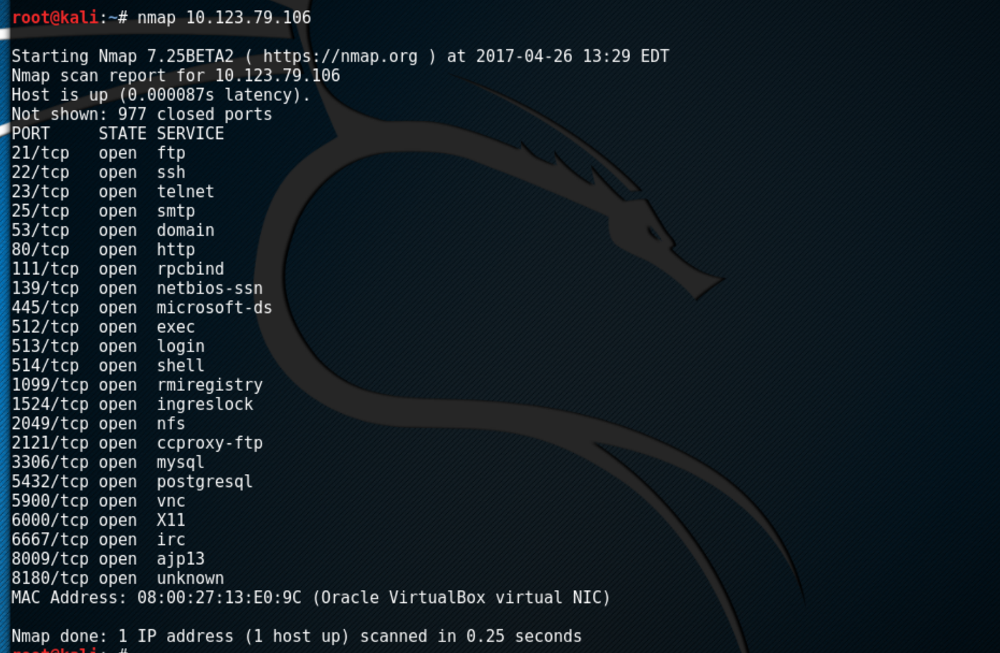 root@kali:~# nmap 10.123.79.106
Starting Nmap 7.25BETA2 ( https://nmap.org ) at 2017-04-26 13:29 EDT
Nmap scan report for 10.123.79.106
Host is up (0.000087s latency).
Not shown: 977 closed ports
PORT     STATE SERVICE
21/tcp   open  ftp
22/tcp   open  ssh
23/tcp   open  telnet
25/tcp   open  smtp
53/tcp   open  domain
80/tcp   open  http
111/tcp  open  rpcbind
139/tcp  open  netbios-ssn
445/tcp  open  microsoft-ds
512/tcp  open  exec
513/tcp  open  login
514/tcp  open  shell
1099/tcp open  rmiregistry
1524/tcp open  ingreslock
2049/tcp open  nfs
2121/tcp open  ccproxy-ftp
3306/tcp open  mysql
5432/tcp open  postgresql
5900/tcp open  vnc
6000/tcp open  X11
6667/tcp open  irc
8009/tcp open  ajp13
8180/tcp open  unknown
MAC Address: 08:00:27:13:E0:9C (Oracle VirtualBox virtual NIC)
Nmap done: 1 IP address (1 host up) scanned in 0.25 seconds